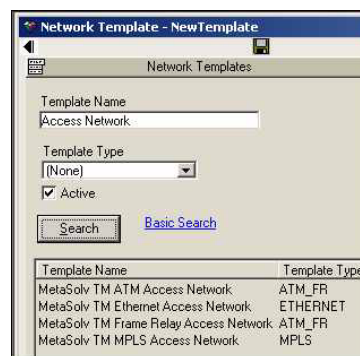 Network Template - NewTemplate
Network Templates
Template Name
Access Network
Template Type
(None)
Active
Search
Basic Search
Template Name Template Type
MetaSolv TM ATM Access Network ATM_FR
MetaSolv TM Ethernet Access Network ETHERNET
MetaSolv TM Frame Relay Access Network ATM_FR
MetaSolv TM MPLS Access Network MPLS